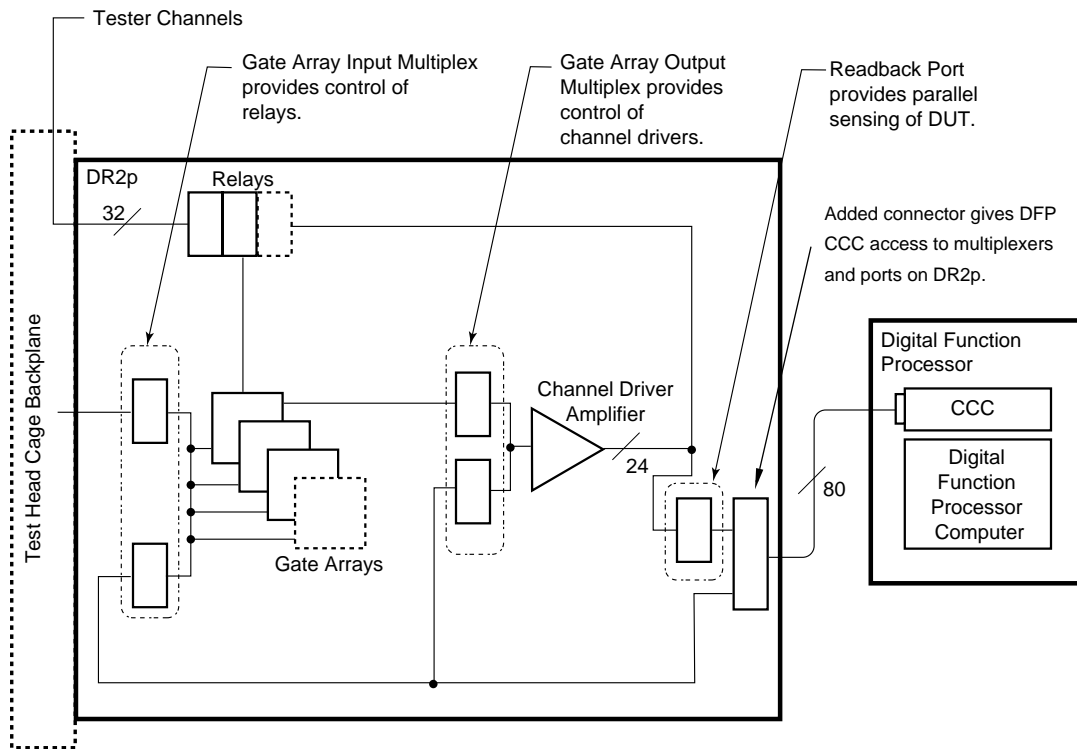 Tester Channels
Gate Array Input Multiplex
provides control of
relays.
Gate Array Output
Multiplex provides
control of
channel drivers.
Readback Port
provides parallel
sensing of DUT.
DR2p
Relays
32
Added connector gives DFP
CCC access to multiplexers
and ports on DR2p.
Test Head Cage Backplane
Digital Function
Processor
CCC
Channel Driver
Amplifier
24
80
Digital
Function
Processor
Computer
Gate Arrays